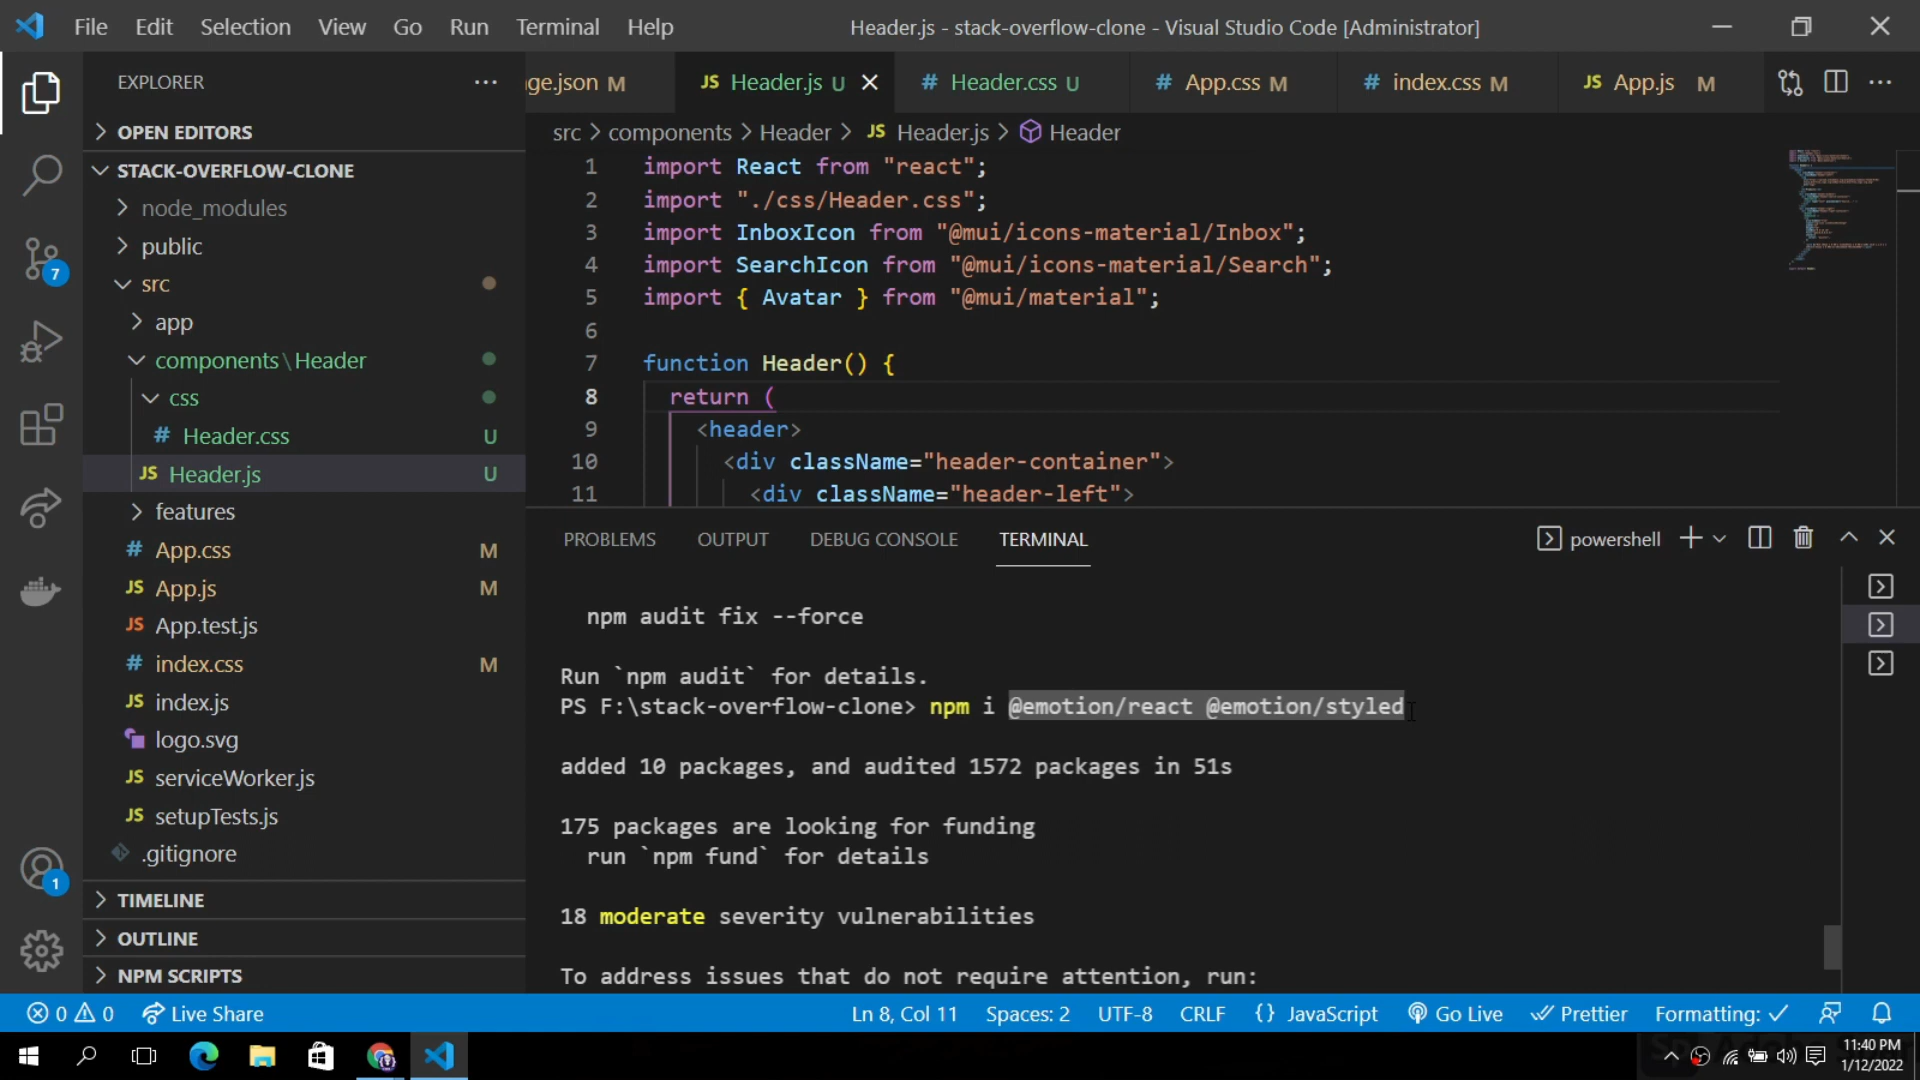 File Edit Selection View Go Run Terminal Help
Header.js - stack-overflow-clone - Visual Studio Code [Administrator]
EXPLORER
OPEN EDITORS
STACK-OVERFLOW-CLONE
node_modules
public
src
app
components\Header
css
# Header.css U
JS Header.js U
features
# App.css M
JS App.js M
JS App.test.js
# index.css M
JS index.js
logo.svg
JS serviceWorker.js
JS setupTests.js
.gitignore
TIMELINE
OUTLINE
NPM SCRIPTS
7
1
ge.json M JS Header.js U # Header.css U # App.css M # index.css M JS App.js M
src > components > Header > JS Header.js > Header
1 import React from "react";
2 import "./css/Header.css";
3 import InboxIcon from "@mui/icons-material/Inbox";
4 import SearchIcon from "@mui/icons-material/Search";
5 import { Avatar } from "@mui/material";
6
7 function Header() {
8 return (
9 <header>
10 <div className="header-container">
11 <div className="header-left">
PROBLEMS OUTPUT DEBUG CONSOLE TERMINAL powershell
npm audit fix --force
Run `npm audit` for details.
PS F:\stack-overflow-clone> npm i @emotion/react @emotion/styled
added 10 packages, and audited 1572 packages in 51s
175 packages are looking for funding
run `npm fund` for details
18 moderate severity vulnerabilities
To address issues that do not require attention, run:
0 0 Live Share Ln 8, Col 11 Spaces: 2 UTF-8 CRLF {} JavaScript Go Live Prettier Formatting: ✓
11:40 PM
1/12/2022